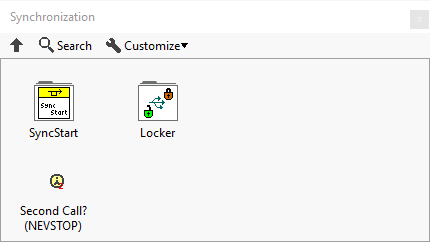 Synchronization
Search Customize
Sync
Start
SyncStart Locker
Second Call?
(NEVSTOP)